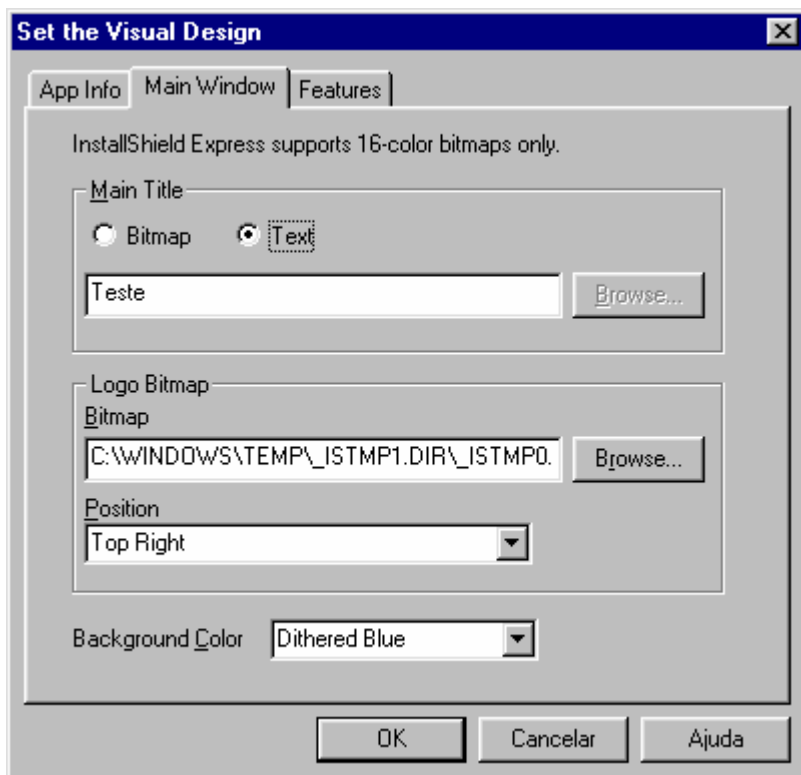 Set the Visual Design
App Info Main Window Features
InstallShield Express supports 16-color bitmaps only.
Main Title
Bitmap Text
Teste Browse...
Logo Bitmap
Bitmap
C:\WINDOWS\TEMP\_ISTMP1.DIR\_ISTMP0. Browse...
Position
Top Right
Background Color Dithered Blue
OK Cancelar Ajuda